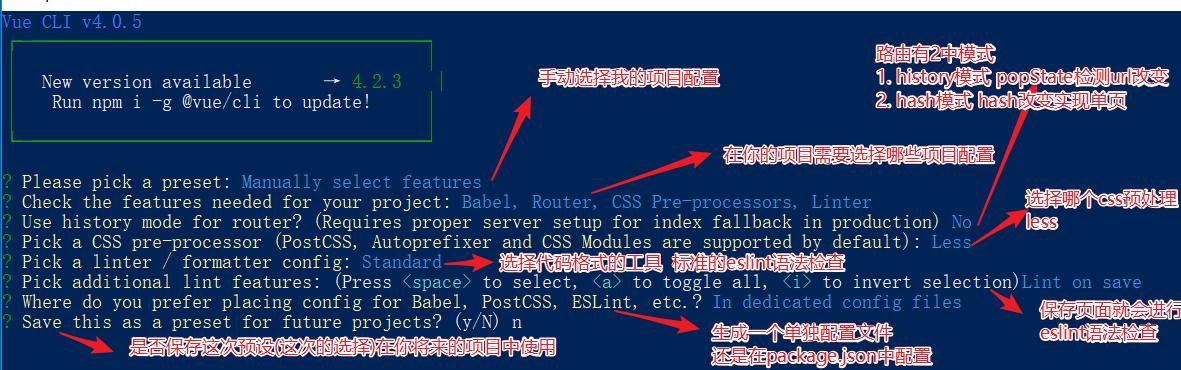 Vue CLI v4.0.5
New version available → 4.2.3
Run npm i -g @vue/cli to update!
路由有2中模式
1. history模式 popState检测url改变
2. hash模式 hash改变实现单页
手动选择我的项目配置
在你的项目需要选择哪些项目配置
? Please pick a preset: Manually select features
? Check the features needed for your project: Babel, Router, CSS Pre-processors, Linter
? Use history mode for router? (Requires proper server setup for index fallback in production) No
选择哪个css预处理
less
? Pick a CSS pre-processor (PostCSS, Autoprefixer and CSS Modules are supported by default): Less
? Pick a linter / formatter config: Standard
选择代码格式的工具 标准的eslint语法检查
? Pick additional lint features: (Press <space> to select, <a> to toggle all, <i> to invert selection)Lint on save
? Where do you prefer placing config for Babel, PostCSS, ESLint, etc.? In dedicated config files
保存页面就会进行
eslint语法检查
? Save this as a preset for future projects? (y/N) n
生成一个单独配置文件
还是在package.json中配置
是否保存这次预设(这次的选择)在你将来的项目中使用